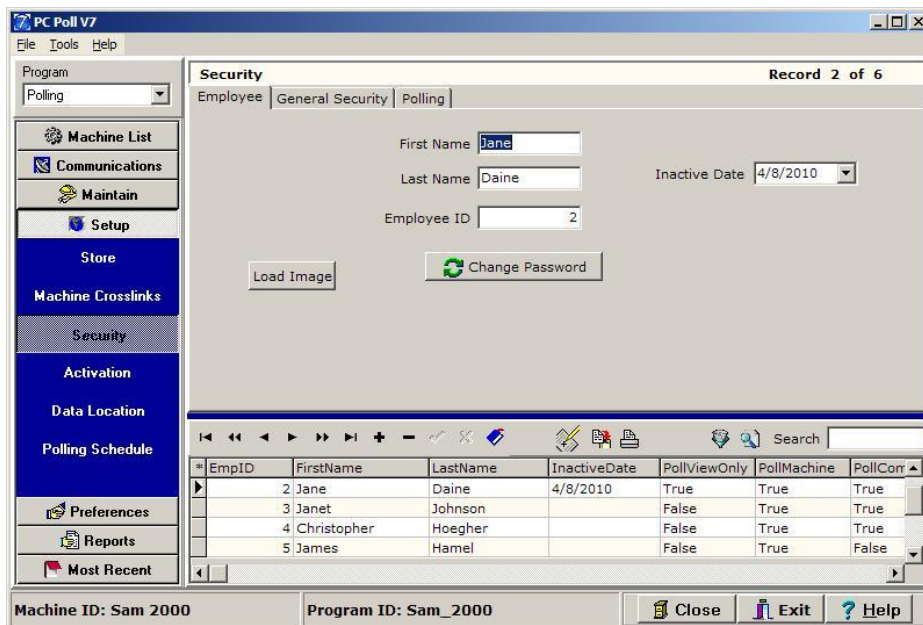 PC Poll V7
File Tools Help
Program
Polling
Machine List
Communications
Maintain
Setup
Store
Machine Crosslinks
Security
Activation
Data Location
Polling Schedule
Preferences
Reports
Most Recent
Security Record 2 of 6
Employee General Security Polling
First Name Jane
Last Name Daine
Inactive Date 4/8/2010
Employee ID 2
Load Image
Change Password
Search
* EmpID FirstName LastName InactiveDate PollViewOnly PollMachine PollCom
2 Jane Daine 4/8/2010 True True True
3 Janet Johnson False True True
4 Christopher Hoegher False True True
5 James Hamel False True False
Machine ID: Sam 2000 Program ID: Sam_2000 Close Exit ? Help